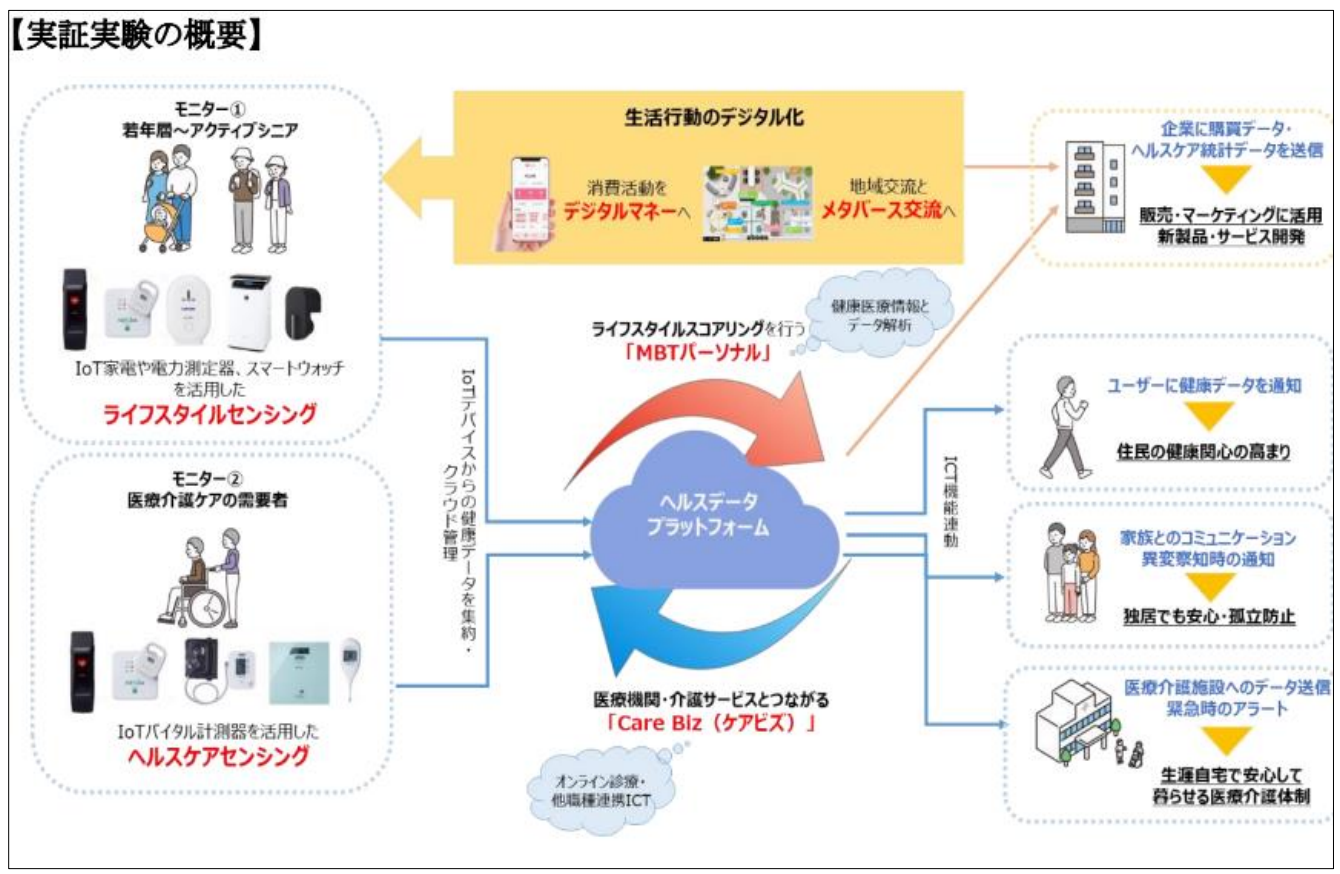 【実証実験の概要】
モニター①
若年層～アクティブシニア
IoT家電や電力測定器、スマートウォッチ
を活用した
ライフスタイルセンシング
モニター②
医療介護ケアの需要者
IoTバイタル計測器を活用した
ヘルスケアセンシング
生活行動のデジタル化
消費活動を
デジタルマネーへ
地域交流と
メタバース交流へ
健康医療情報と
データ解析
ライフスタイルスコアリングを行う
「MBTパーソナル」
IoTデバイスからの健康データを集約・
クラウド管理
ヘルスデータ
プラットフォーム
ICT機能連動
医療機関・介護サービスとつながる
「Care Biz（ケアビズ）」
オンライン診療・
他職種連携ICT
企業に購買データ・
ヘルスケア統計データを送信
販売・マーケティングに活用
新製品・サービス開発
ユーザーに健康データを通知
住民の健康関心の高まり
家族とのコミュニケーション
異変察知時の通知
独居でも安心・孤立防止
医療介護施設へのデータ送信
緊急時のアラート
生涯自宅で安心して
暮らせる医療介護体制